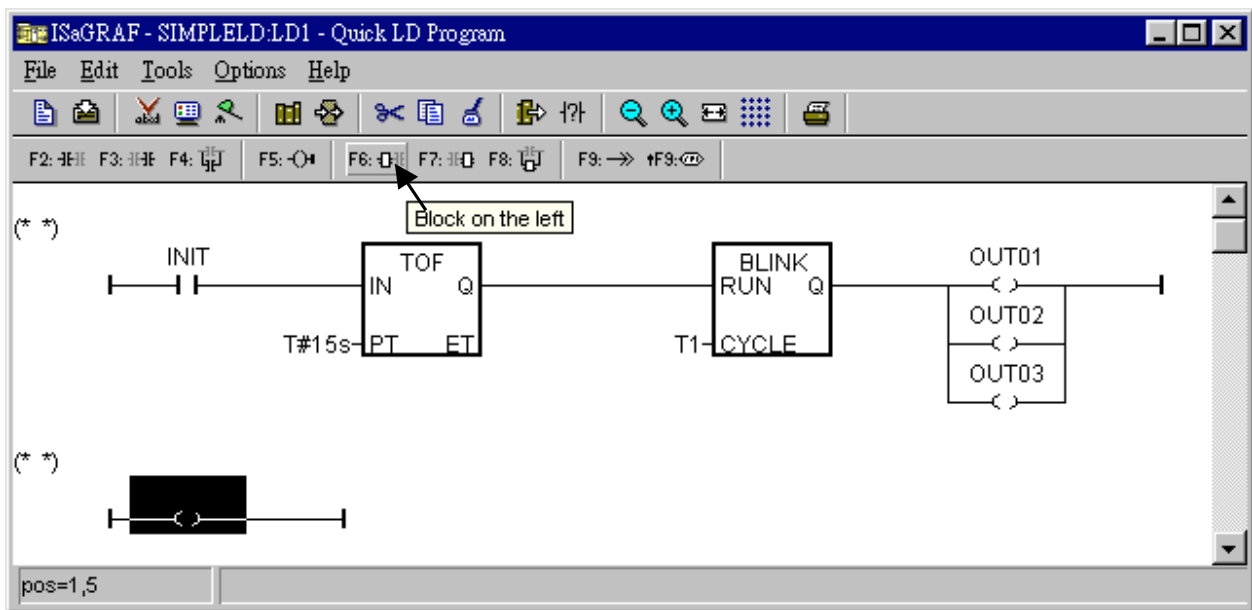 ISaGRAF - SIMPLELD:LD1 - Quick LD Program
File Edit Tools Options Help
F2: F3: F4: F5: F6: F7: F8: F9: ↑F9:
Block on the left
(* *)
INIT TOF BLINK OUT01
IN Q RUN Q
OUT02
T#15s PT ET T1 CYCLE
OUT03
(* *)
pos=1,5